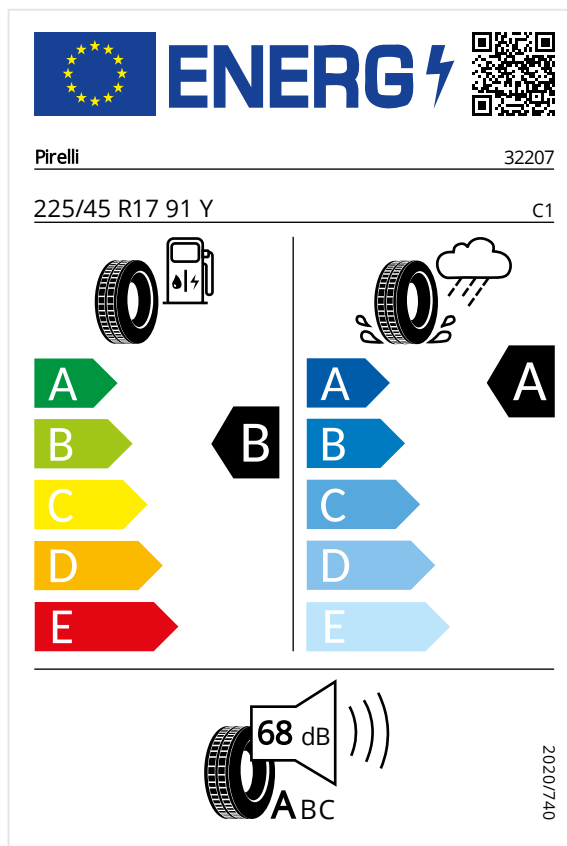 ENERG
Pirelli 32207
225/45 R17 91 Y C1
A A A
B B B
C C
D D
E E
68 dB
ABC
2020/740